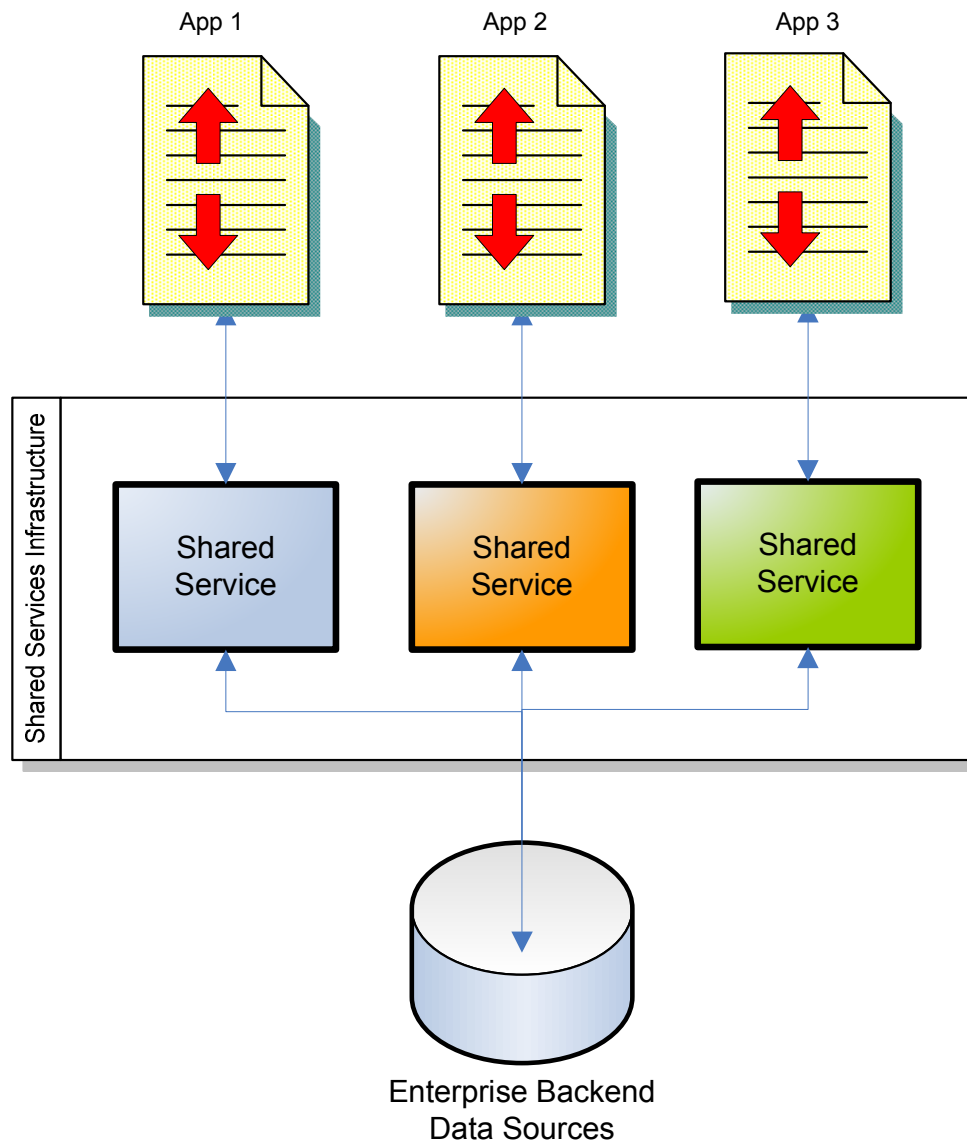 App 1
App 2
App 3
Shared Services Infrastructure
Shared
Service
Shared
Service
Shared
Service
Enterprise Backend
Data Sources